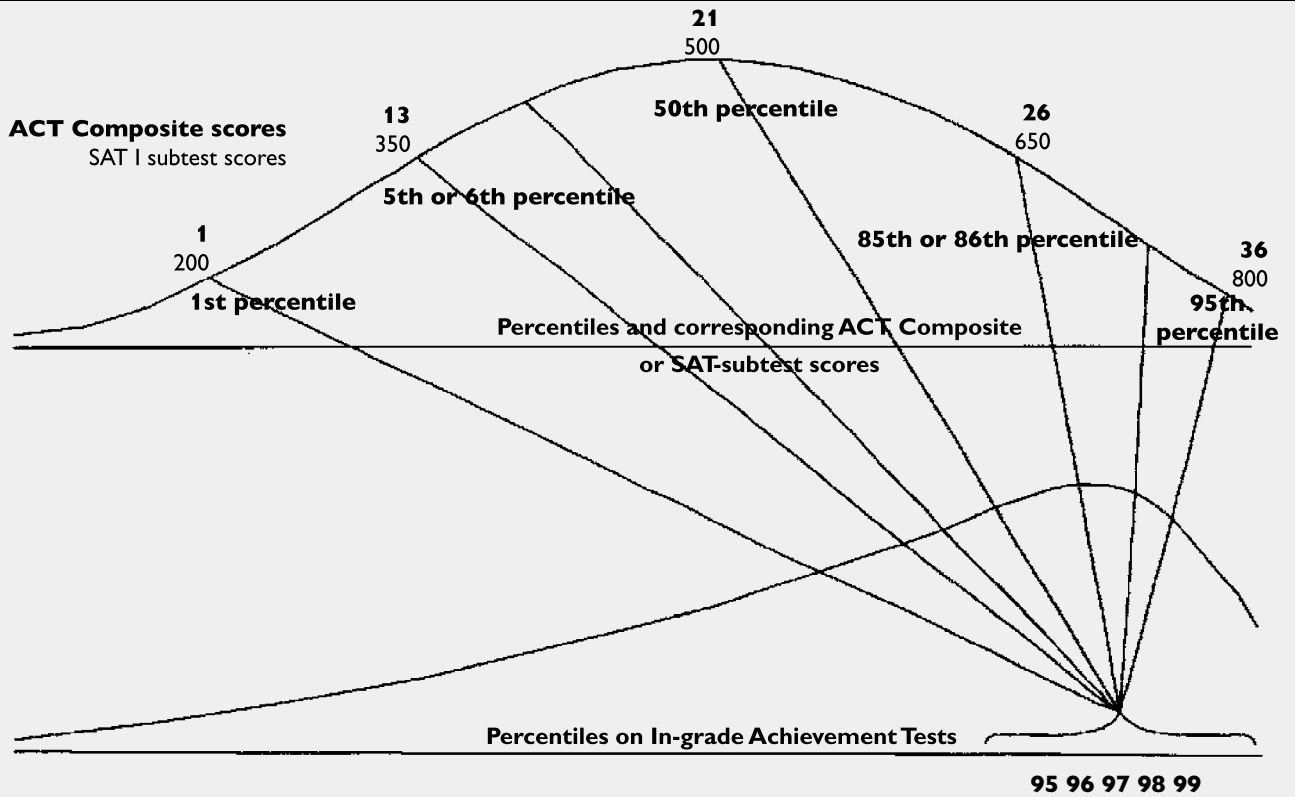 21
500
50th percentile
13
350
26
650
ACT Composite scores
SAT I subtest scores
5th or 6th percentile
1
200
85th or 86th percentile
36
800
1st percentile
95th
percentile
Percentiles and corresponding ACT Composite
or SAT-subtest scores
Percentiles on In-grade Achievement Tests
95 96 97 98 99